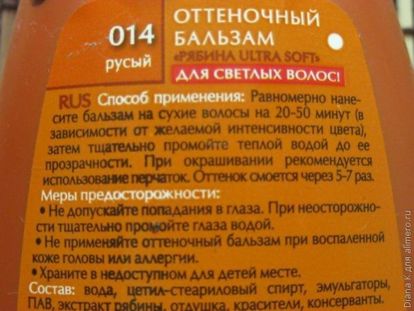 014
русый
ОТТЕНОЧНЫЙ
БАЛЬЗАМ
«РЯБИНА ULTRA SOFT»
ДЛЯ СВЕТЛЫХ ВОЛОС!
RUS Способ применения: Равномерно нане-
сите бальзам на сухие волосы на 20-50 минут (в
зависимости от желаемой интенсивности цвета),
затем тщательно промойте теплой водой до ее
прозрачности. При окрашивании рекомендуется
использование перчаток. Оттенок смоется через 5-7 раз.
Меры предосторожности:
• Не допускайте попадания в глаза. При неосторожно-
сти тщательно промойте глаза водой.
• Не применяйте оттеночный бальзам при воспаленной
коже головы или аллергии.
• Храните в недоступном для детей месте.
Состав: вода, цетил-стеариловый спирт, эмульгаторы,
ПАВ, экстракт рябины, отдушка, красители, консерванты.
Diana K для alimero.ru